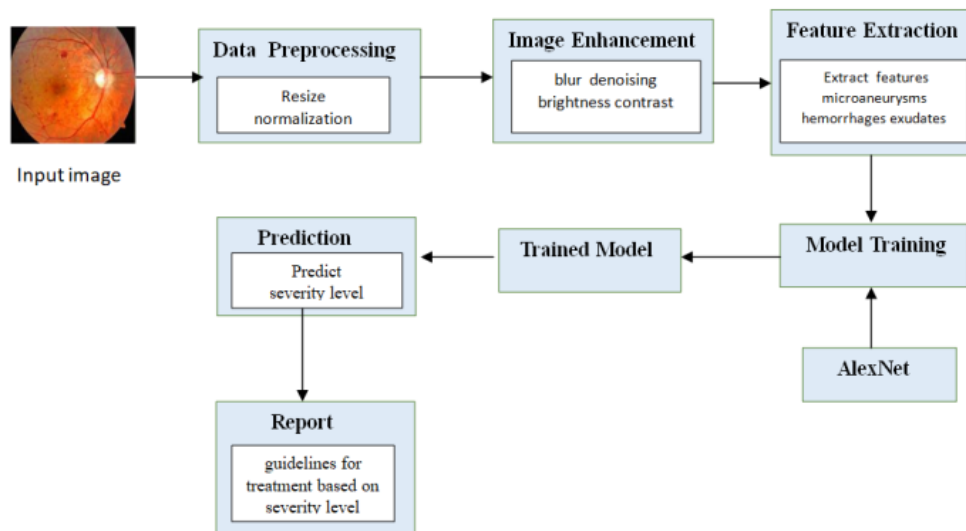 Input image
Data Preprocessing
Resize
normalization
Image Enhancement
blur denoising
brightness contrast
Feature Extraction
Extract features
microaneurysms
hemorrhages exudates
Model Training
AlexNet
Trained Model
Prediction
Predict
severity level
Report
guidelines for
treatment based on
severity level